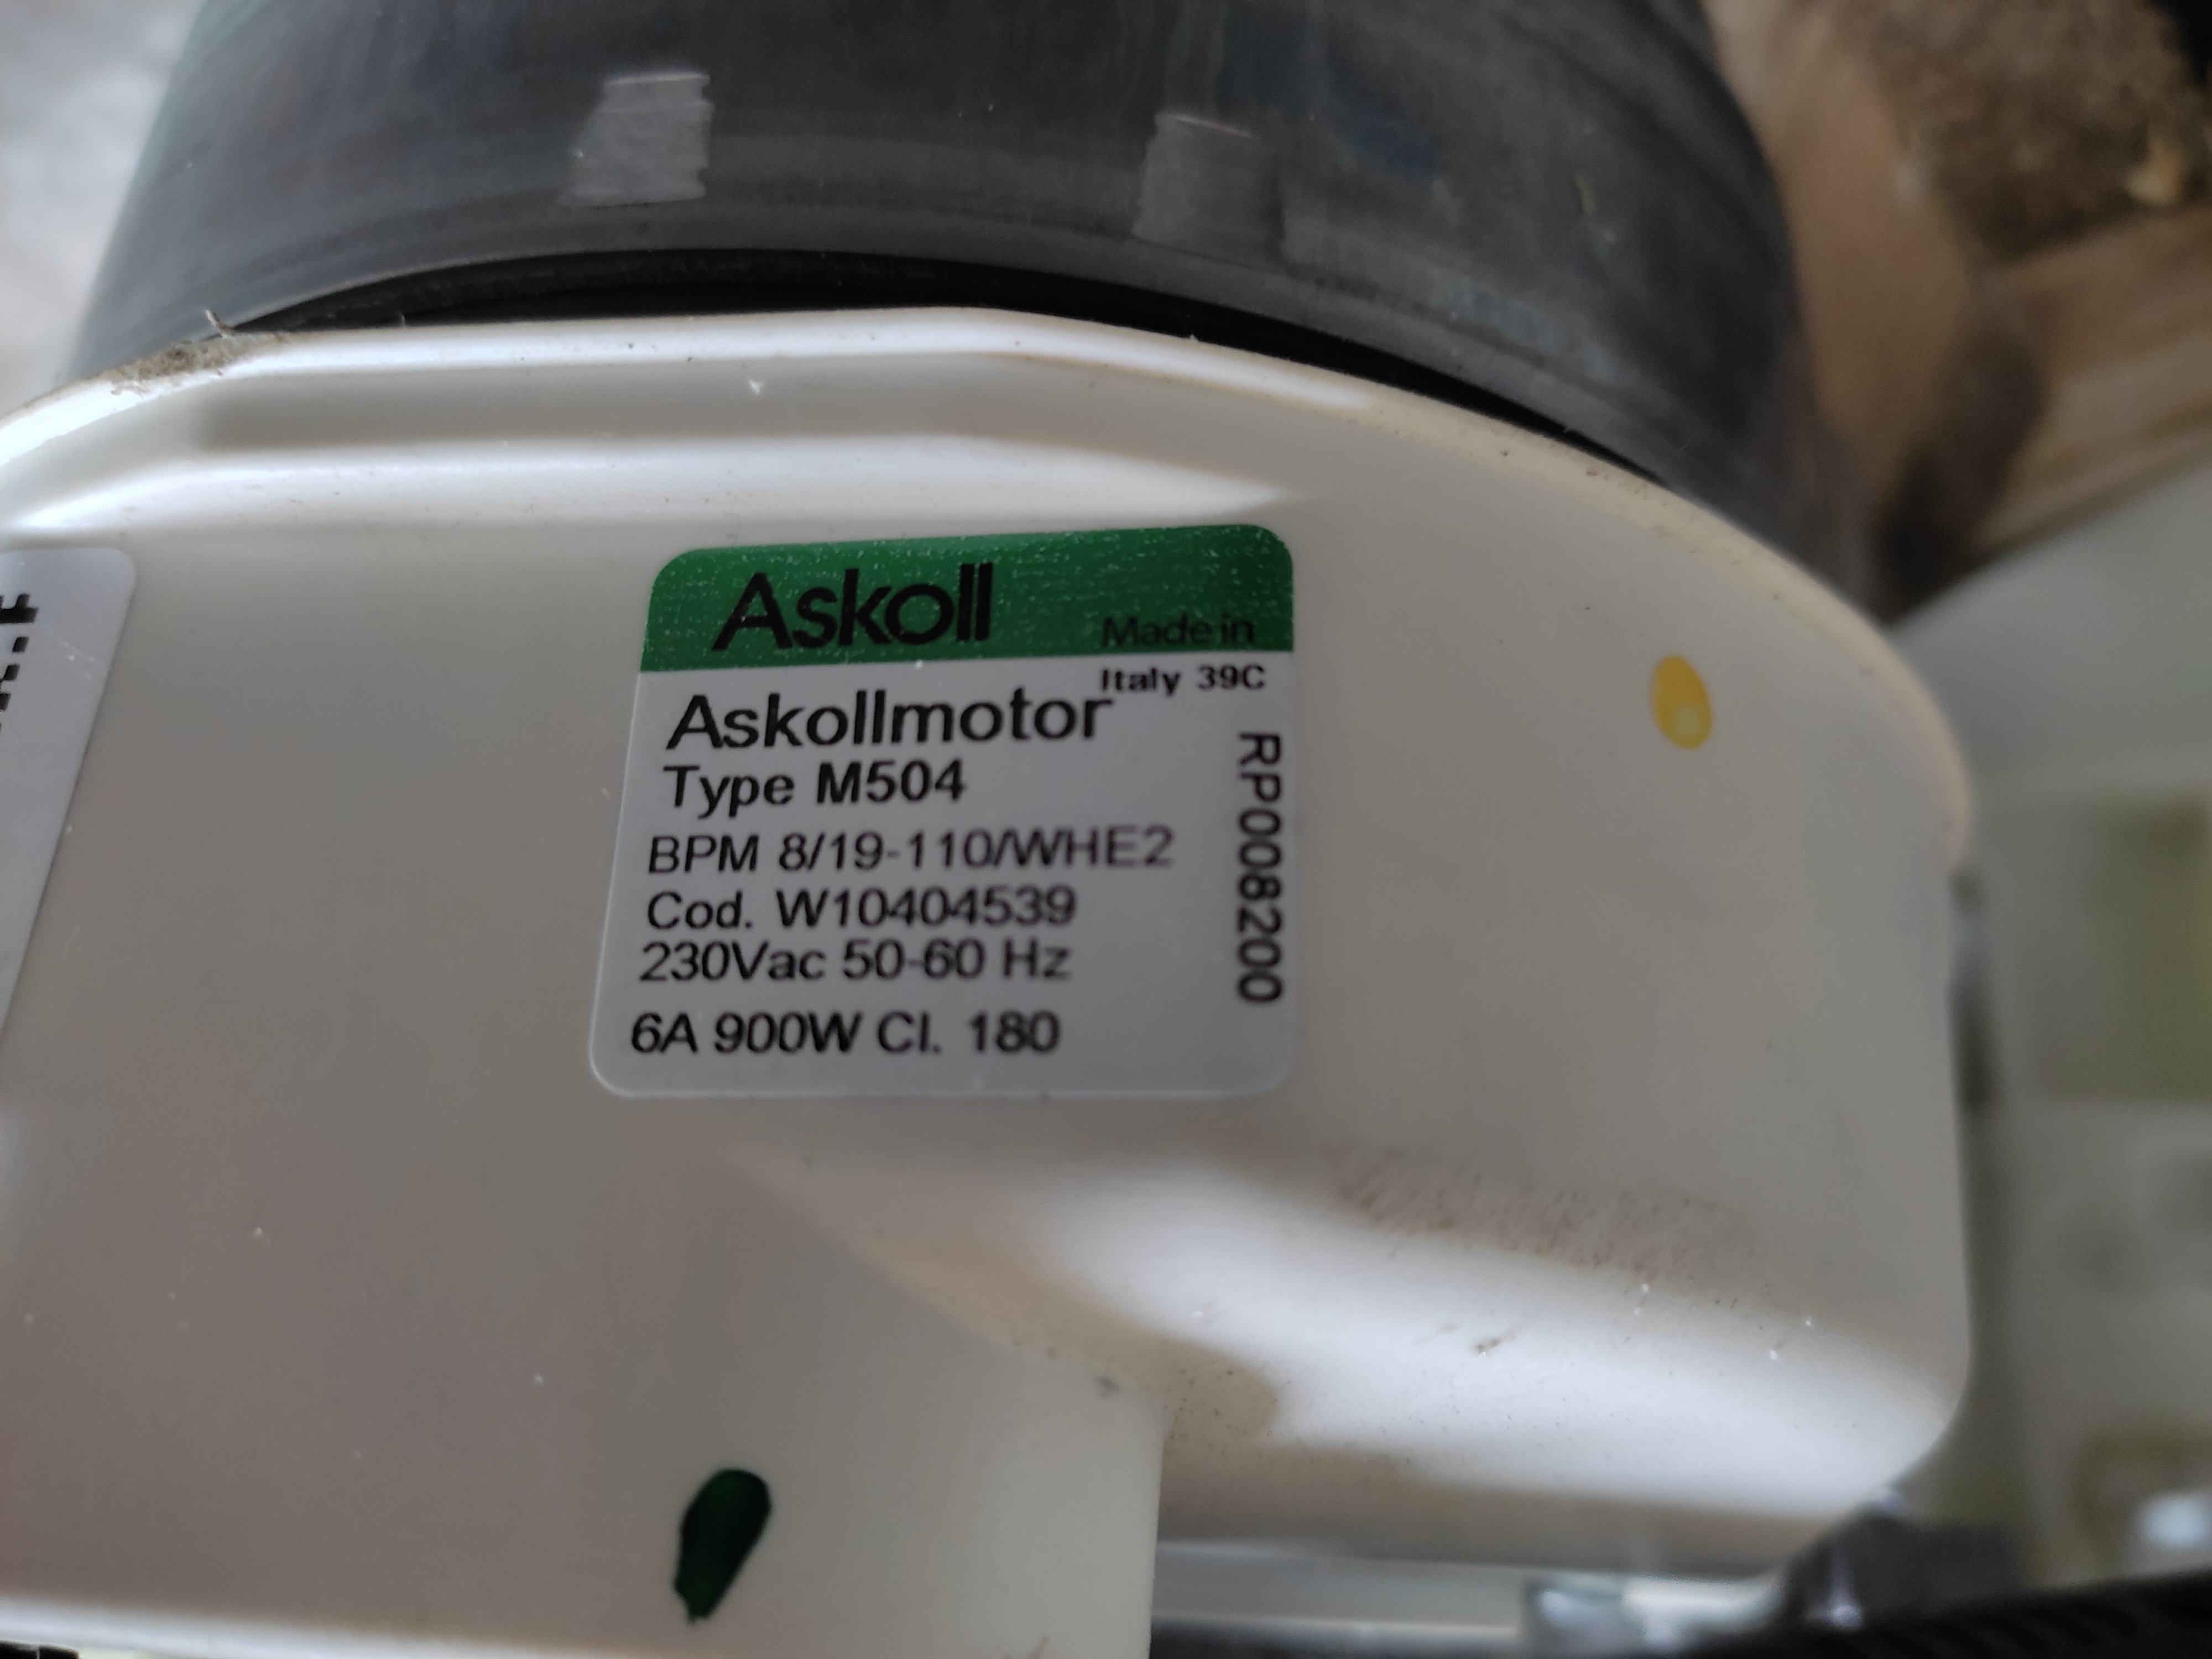 Askoll
Made in
Italy 39C
Askollmotor
Type M504
BPM 8/19-110/WHE2
Cod. W10404539
230Vac 50-60 Hz
6A 900W Cl. 180
RP008200